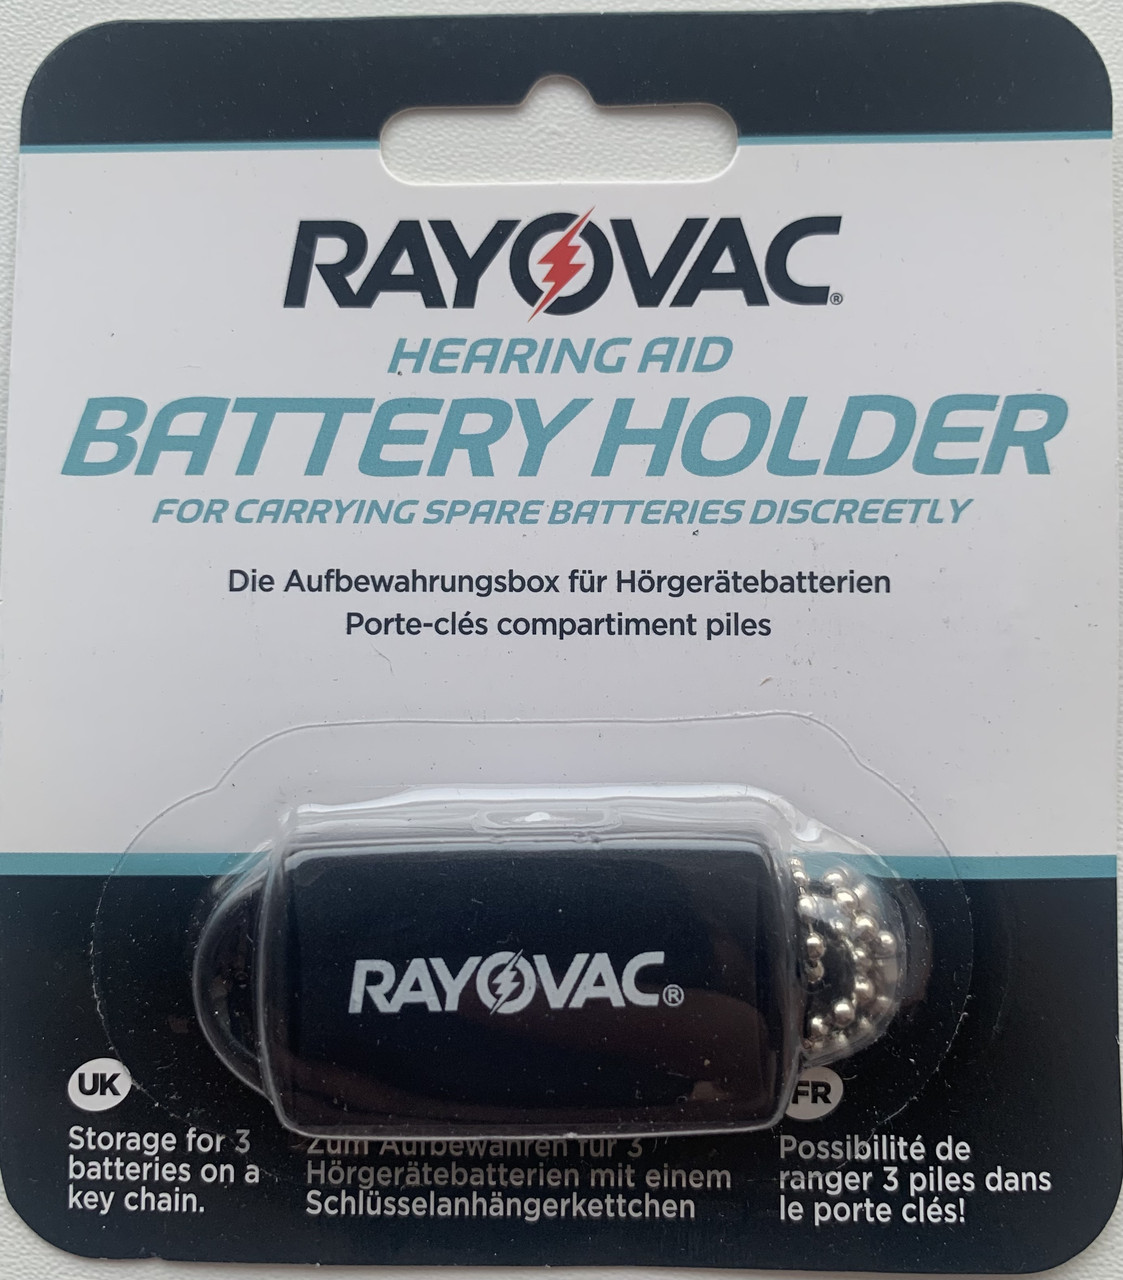 RAYOVAC®
HEARING AID
BATTERY HOLDER
FOR CARRYING SPARE BATTERIES DISCREETLY
Die Aufbewahrungsbox für Hörgerätebatterien
Porte-clés compartiment piles
RAYOVAC®
UK
Storage for 3
batteries on a
key chain.
Zum Aufbewahren für 3
Hörgerätebatterien mit einem
Schlüsselanhängerkettchen
FR
Possibilité de
ranger 3 piles dans
le porte clés!